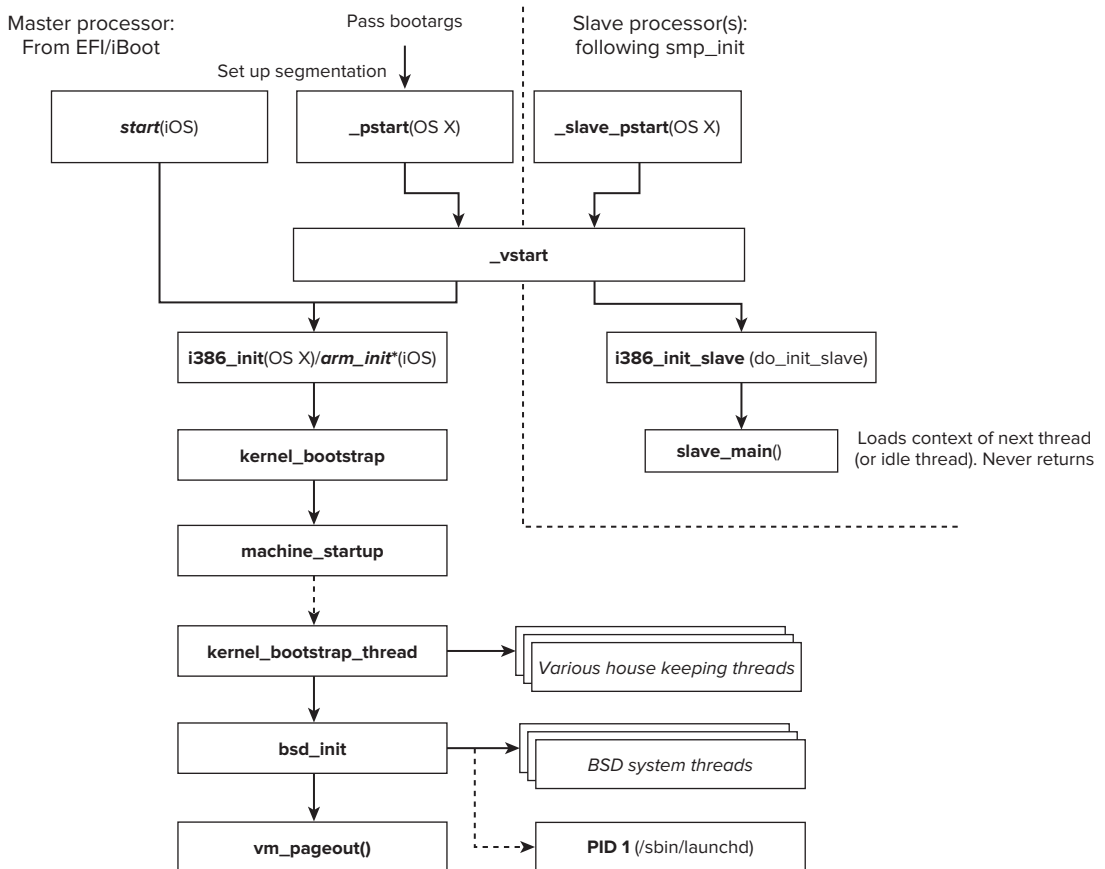 Master processor:
From EFI/iBoot
Pass bootargs
Slave processor(s):
following smp_init
Set up segmentation
start(iOS)
_pstart(OS X)
_slave_pstart(OS X)
_vstart
i386_init(OS X)/arm_init*(iOS)
i386_init_slave (do_init_slave)
kernel_bootstrap
slave_main()
Loads context of next thread
(or idle thread). Never returns
machine_startup
kernel_bootstrap_thread
Various house keeping threads
bsd_init
BSD system threads
vm_pageout()
PID 1 (/sbin/launchd)